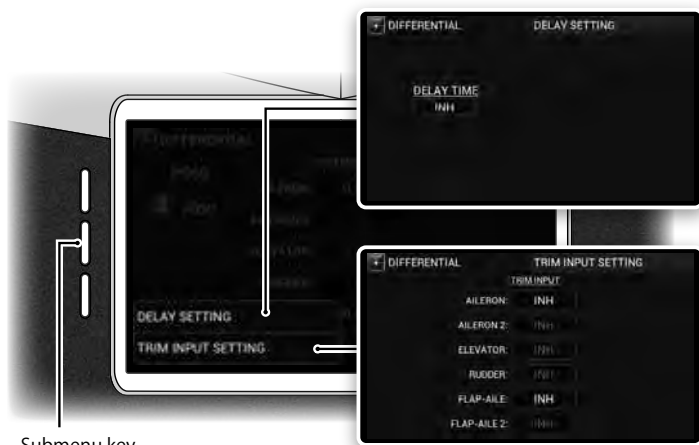 DIFFERENTIAL DELAY SETTING
DELAY TIME
INH
DIFFERENTIAL
DELAY SETTING
TRIM INPUT SETTING
DIFFERENTIAL TRIM INPUT SETTING
TRIM INPUT
AILERON: INH
AILERON 2: INH
ELEVATOR: INH
RUDDER: INH
FLAP-AILE: INH
FLAP-AILE 2: INH
Submenu key